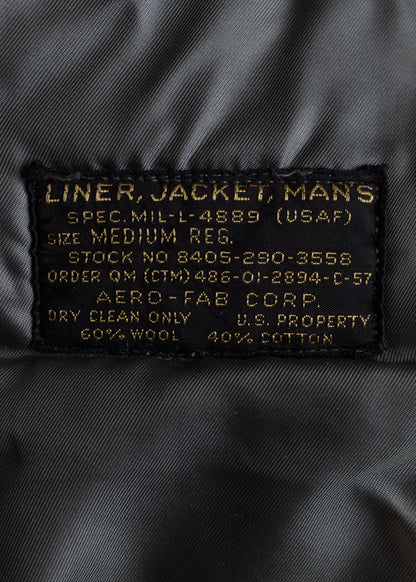 LINER, JACKET, MAN'S
SPEC. MIL-L-4889 (USAF)
SIZE MEDIUM REG.
STOCK NO 8405-290-3558
ORDER QM (CTM) 486-01-2894-C-57
AERO-FAB CORP.
DRY CLEAN ONLY U.S. PROPERTY
60% WOOL 40% COTTON